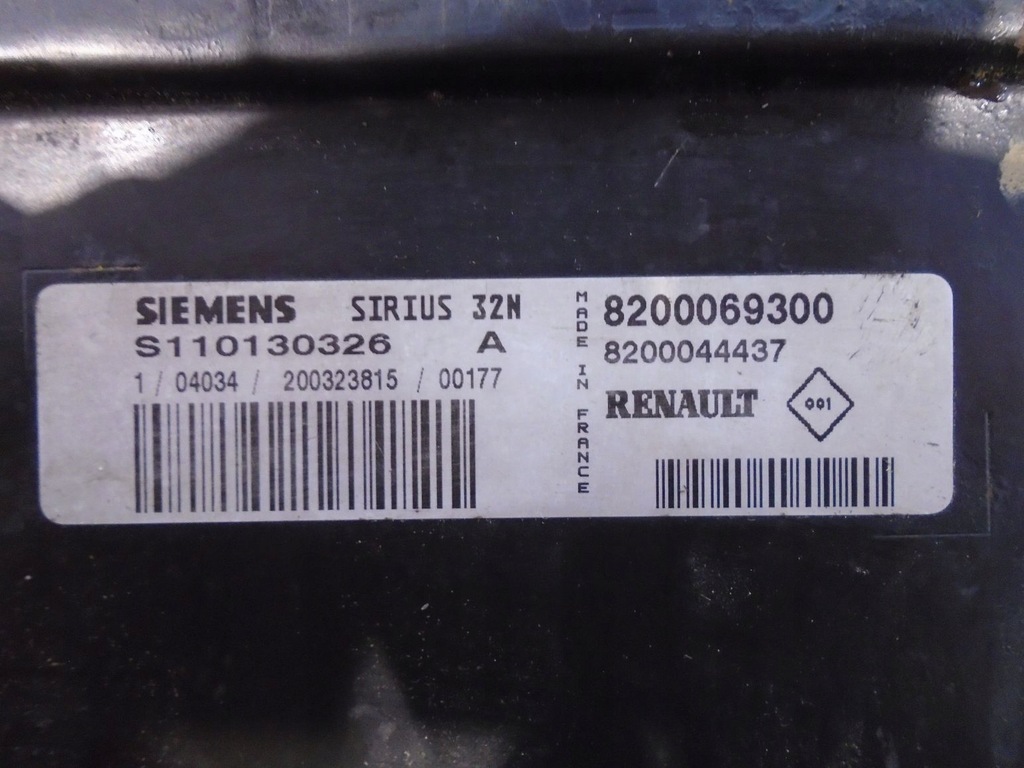 SIEMENS SIRIUS 32N
S110130326 A
1 / 04034 / 200323815 / 00177
MADE IN FRANCE
8200069300
8200044437
RENAULT 001